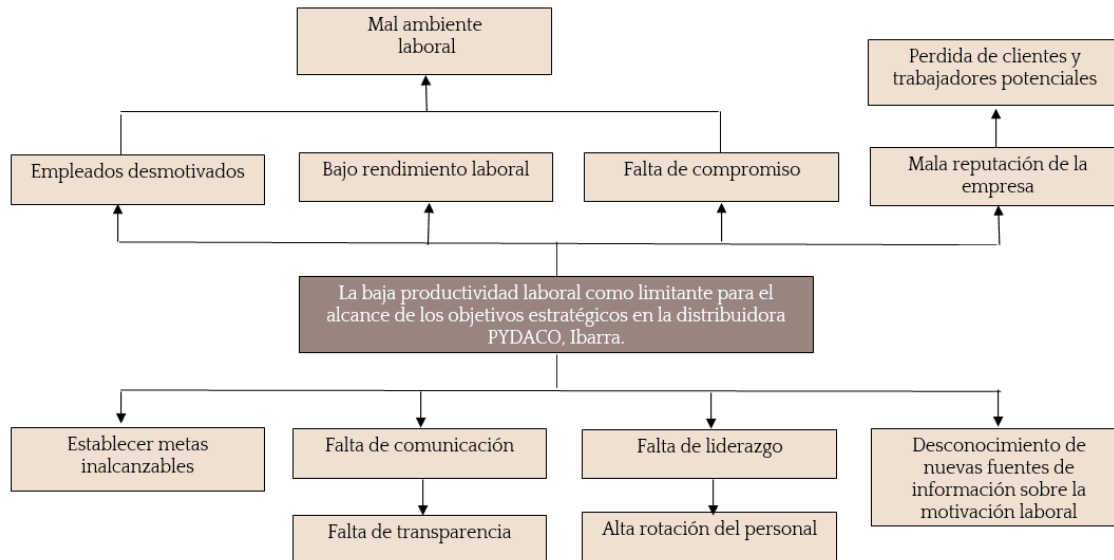 Mal ambiente
laboral
Perdida de clientes y
trabajadores potenciales
Empleados desmotivados
Bajo rendimiento laboral
Falta de compromiso
Mala reputación de la
empresa
La baja productividad laboral como limitante para el
alcance de los objetivos estratégicos en la distribuidora
PYDACO, Ibarra.
Establecer metas
inalcanzables
Falta de comunicación
Falta de liderazgo
Desconocimiento de
nuevas fuentes de
información sobre la
motivación laboral
Falta de transparencia
Alta rotación del personal